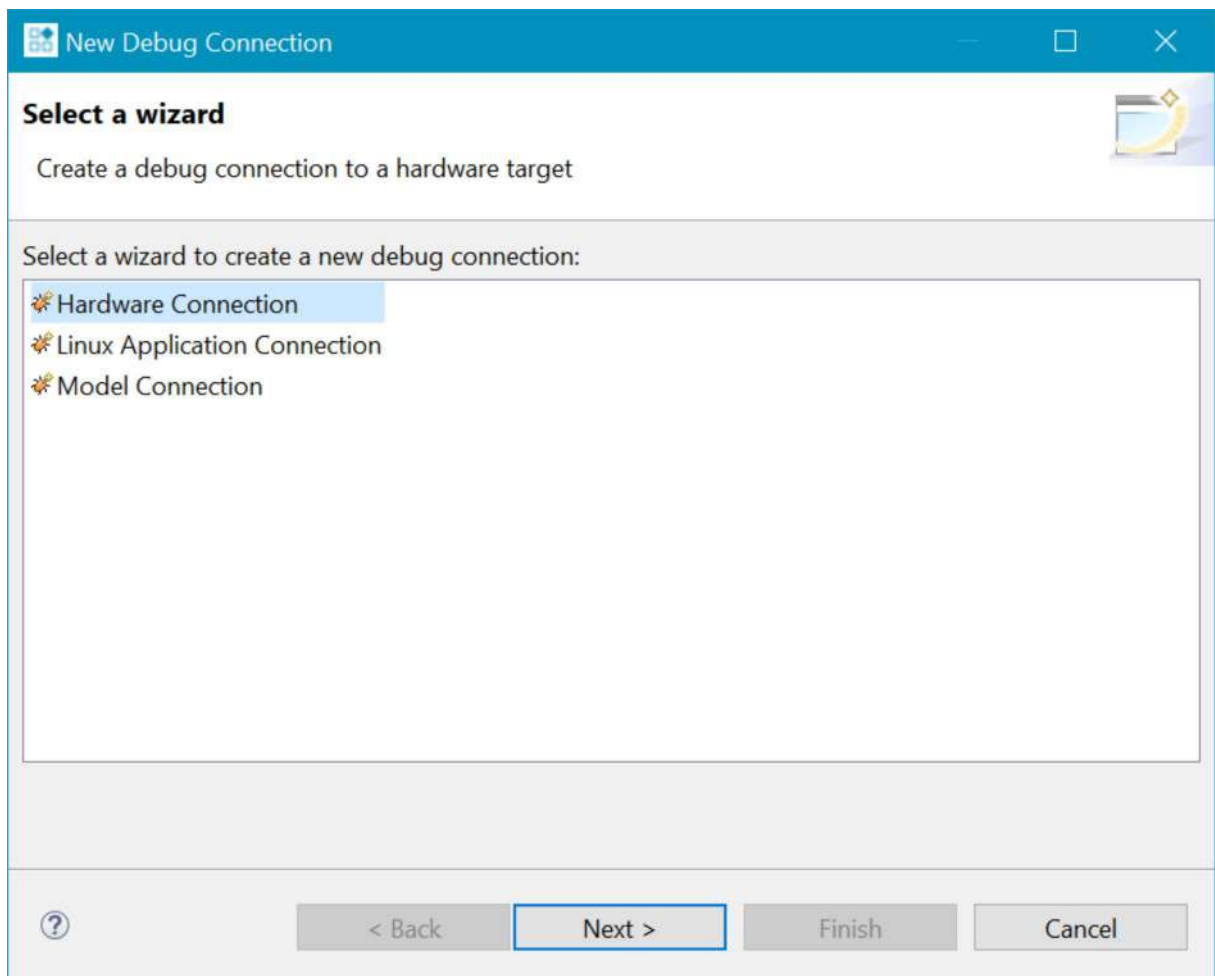 New Debug Connection
Select a wizard
Create a debug connection to a hardware target
Select a wizard to create a new debug connection:
Hardware Connection
Linux Application Connection
Model Connection
?
< Back
Next >
Finish
Cancel